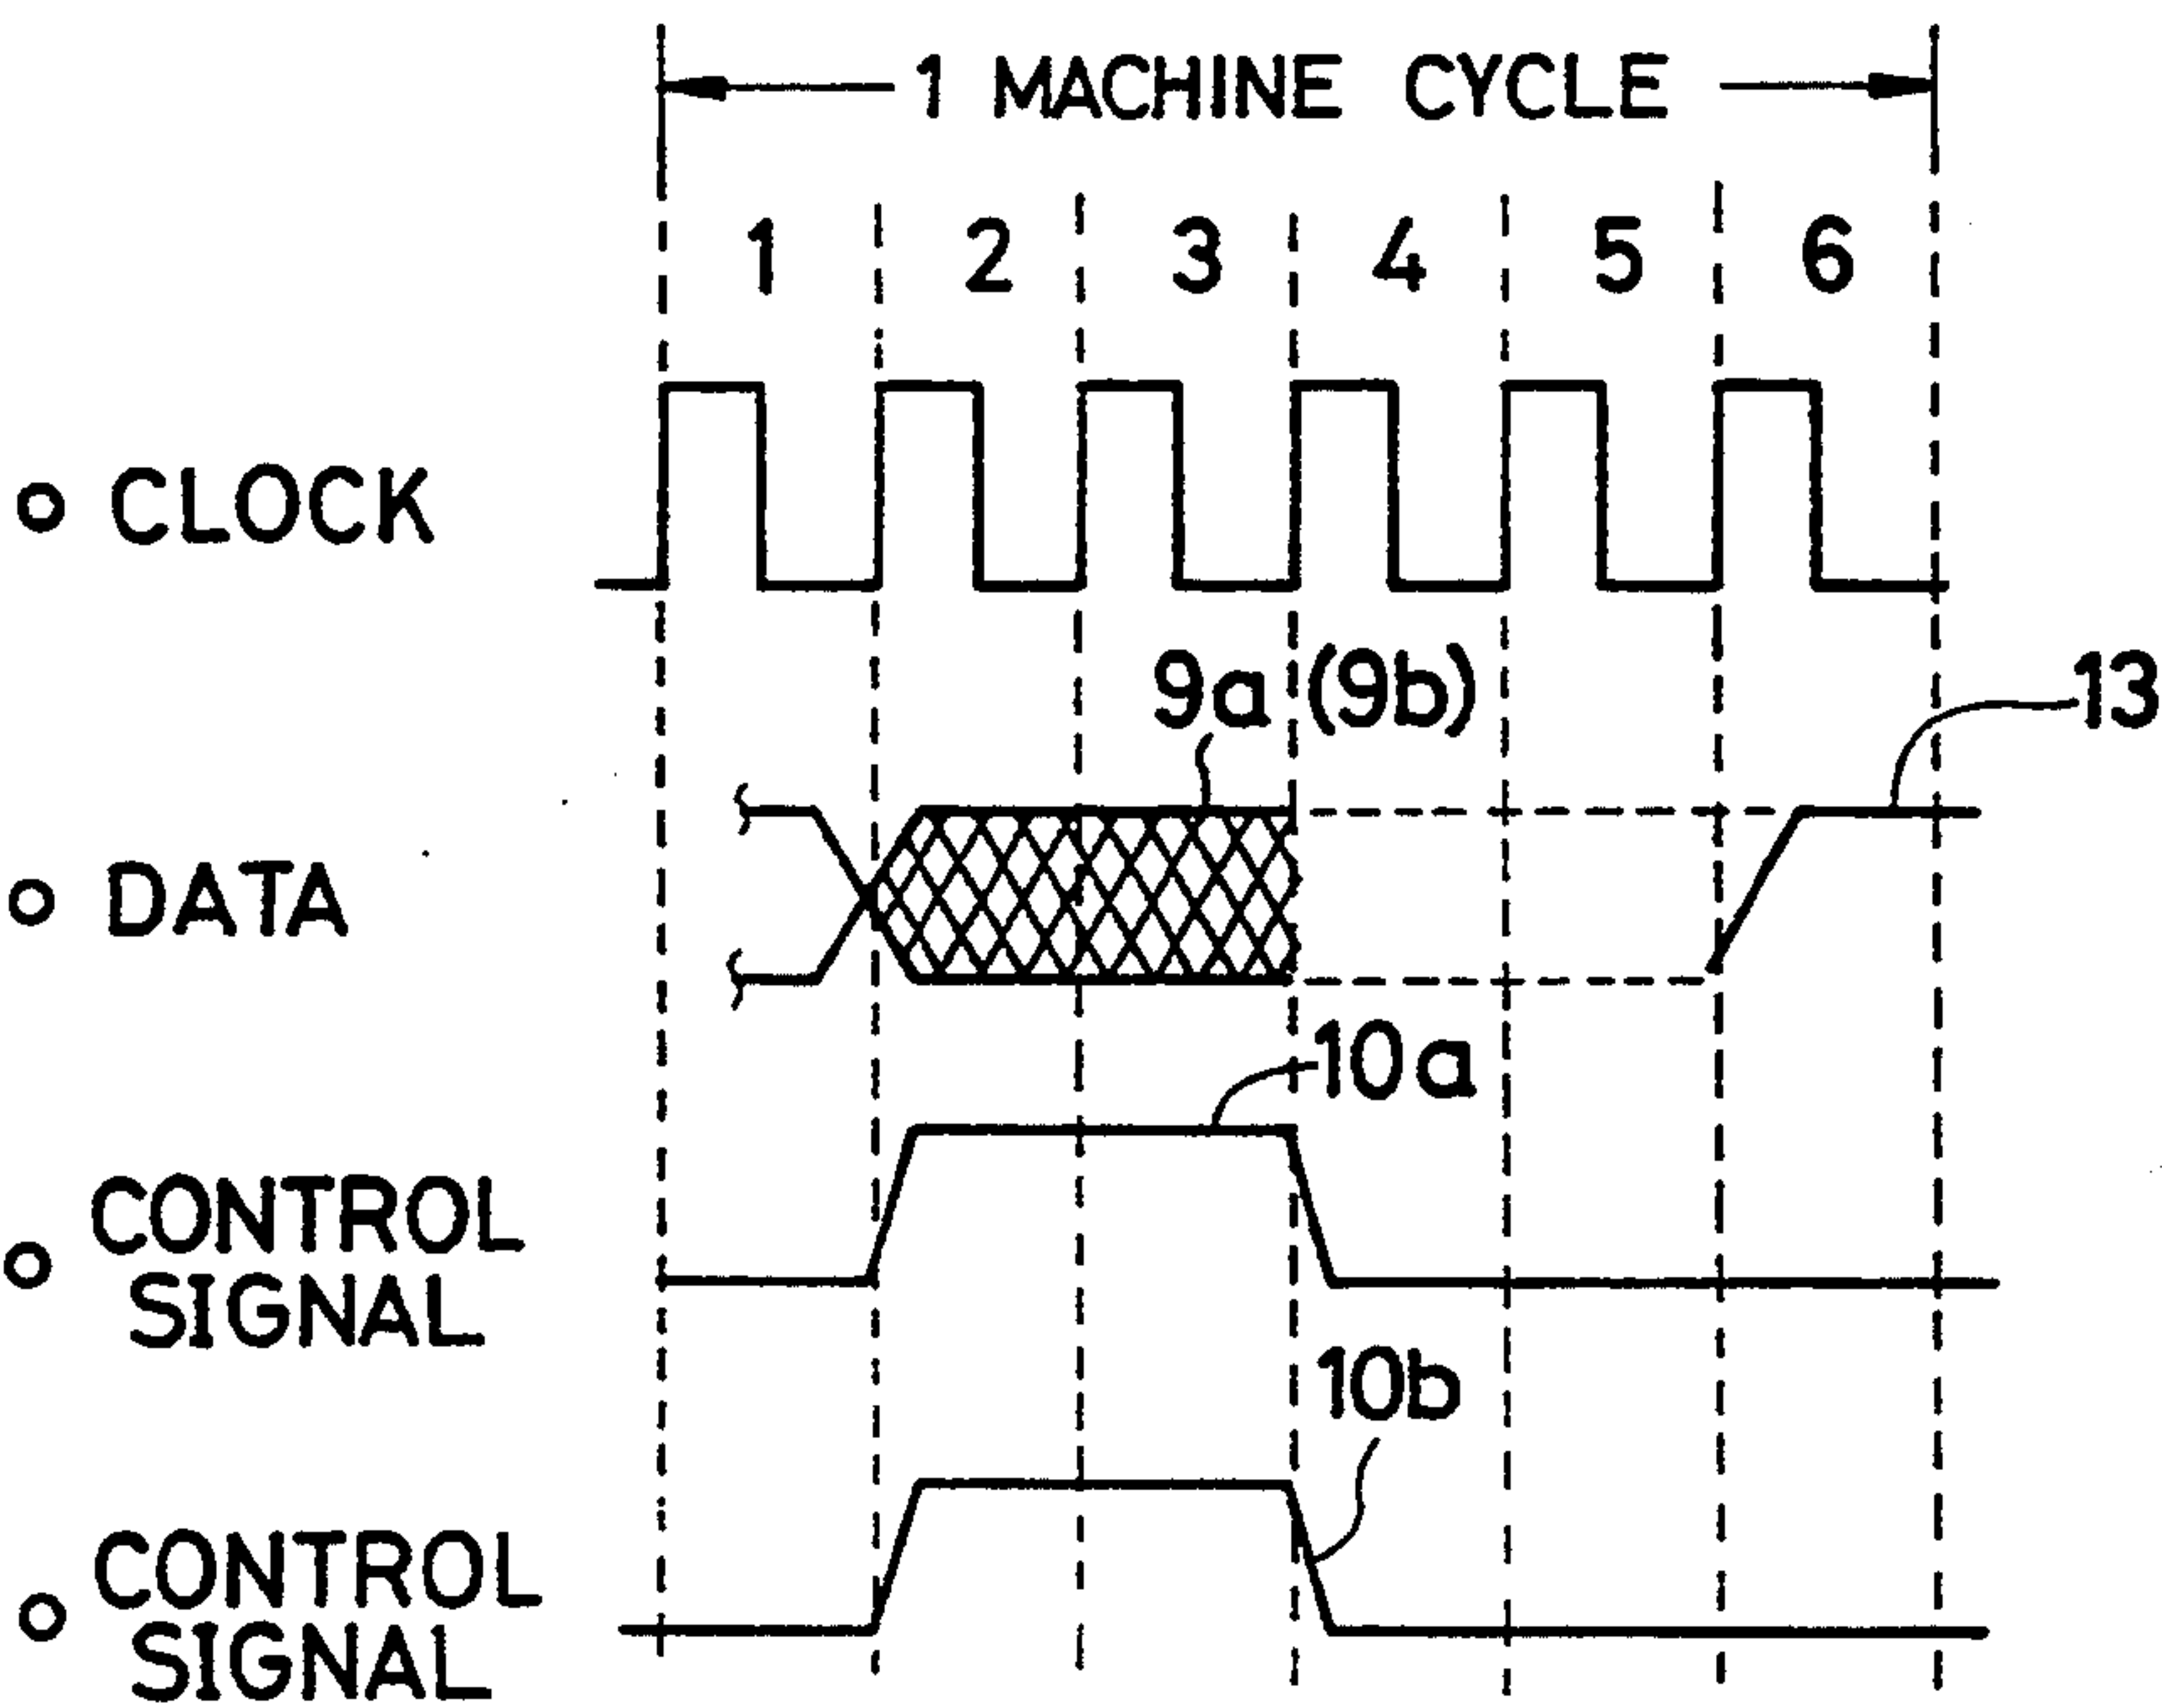 1 MACHINE CYCLE
1 2 3 4 5 6
CLOCK
9a (9b)
13
DATA
10a
CONTROL
SIGNAL
10b
CONTROL
SIGNAL